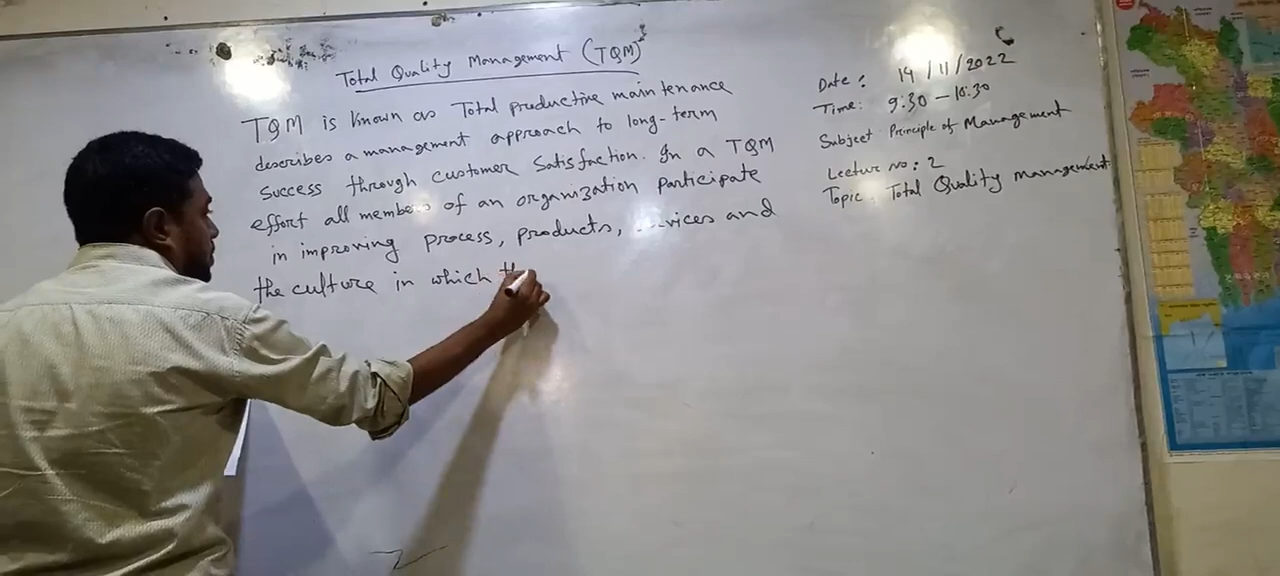 Total Quality Management (TQM)
TQM is known as Total productive maintenance
describes a management approach to long-term
success through customer satisfaction. In a TQM
effort all members of an organization participate
in improving process, products, and
the culture in which
Date: 14/11/2022
Time: 9:30 - 10:30
Subject: Principle of Management
Lecture no: 2
Topic: Total Quality management